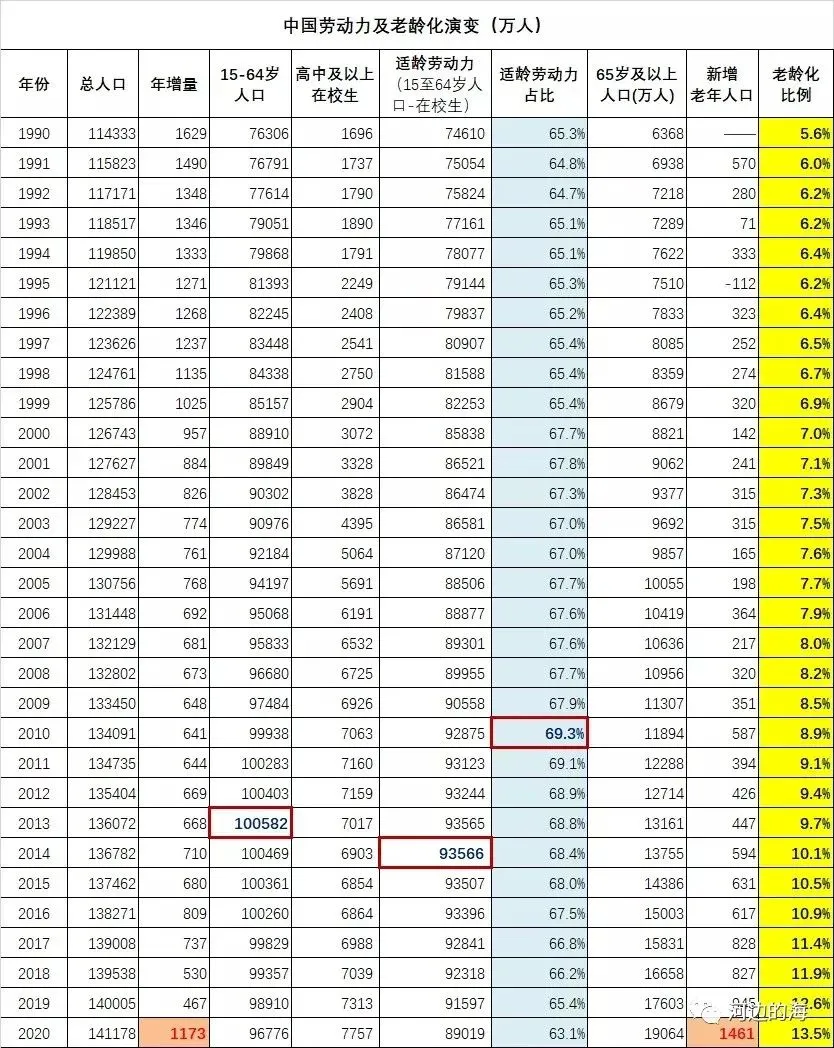 中国劳动力及老龄化演变（万人）
年份 总人口 年增量 15-64岁人口 高中及以上在校生 适龄劳动力（15至64岁人口-在校生） 适龄劳动力占比 65岁及以上人口(万人) 新增老年人口 老龄化比例
1990 114333 1629 76306 1696 74610 65.3% 6368 —— 5.6%
1991 115823 1490 76791 1737 75054 64.8% 6938 570 6.0%
1992 117171 1348 77614 1790 75824 64.7% 7218 280 6.2%
1993 118517 1346 79051 1890 77161 65.1% 7289 71 6.2%
1994 119850 1333 79868 1791 78077 65.1% 7622 333 6.4%
1995 121121 1271 81393 2249 79144 65.3% 7510 -112 6.2%
1996 122389 1268 82245 2408 79837 65.2% 7833 323 6.4%
1997 123626 1237 83448 2541 80907 65.4% 8085 252 6.5%
1998 124761 1135 84338 2750 81588 65.4% 8359 274 6.7%
1999 125786 1025 85157 2904 82253 65.4% 8679 320 6.9%
2000 126743 957 88910 3072 85838 67.7% 8821 142 7.0%
2001 127627 884 89849 3328 86521 67.8% 9062 241 7.1%
2002 128453 826 90302 3828 86474 67.3% 9377 315 7.3%
2003 129227 774 90976 4395 86581 67.0% 9692 315 7.5%
2004 129988 761 92184 5064 87120 67.0% 9857 165 7.6%
2005 130756 768 94197 5691 88506 67.7% 10055 198 7.7%
2006 131448 692 95068 6191 88877 67.6% 10419 364 7.9%
2007 132129 681 95833 6532 89301 67.6% 10636 217 8.0%
2008 132802 673 96680 6725 89955 67.7% 10956 320 8.2%
2009 133450 648 97484 6926 90558 67.9% 11307 351 8.5%
2010 134091 641 99938 7063 92875 69.3% 11894 587 8.9%
2011 134735 644 100283 7160 93123 69.1% 12288 394 9.1%
2012 135404 669 100403 7159 93244 68.9% 12714 426 9.4%
2013 136072 668 100582 7017 93565 68.8% 13161 447 9.7%
2014 136782 710 100469 6903 93566 68.4% 13755 594 10.1%
2015 137462 680 100361 6854 93507 68.0% 14386 631 10.5%
2016 138271 809 100260 6864 93396 67.5% 15003 617 10.9%
2017 139008 737 99829 6988 92841 66.8% 15831 828 11.4%
2018 139538 530 99357 7039 92318 66.2% 16658 827 11.9%
2019 140005 467 98910 7313 91597 65.4% 17603 945 12.6%
2020 141178 1173 96776 7757 89019 63.1% 19064 1461 13.5%
河边的海